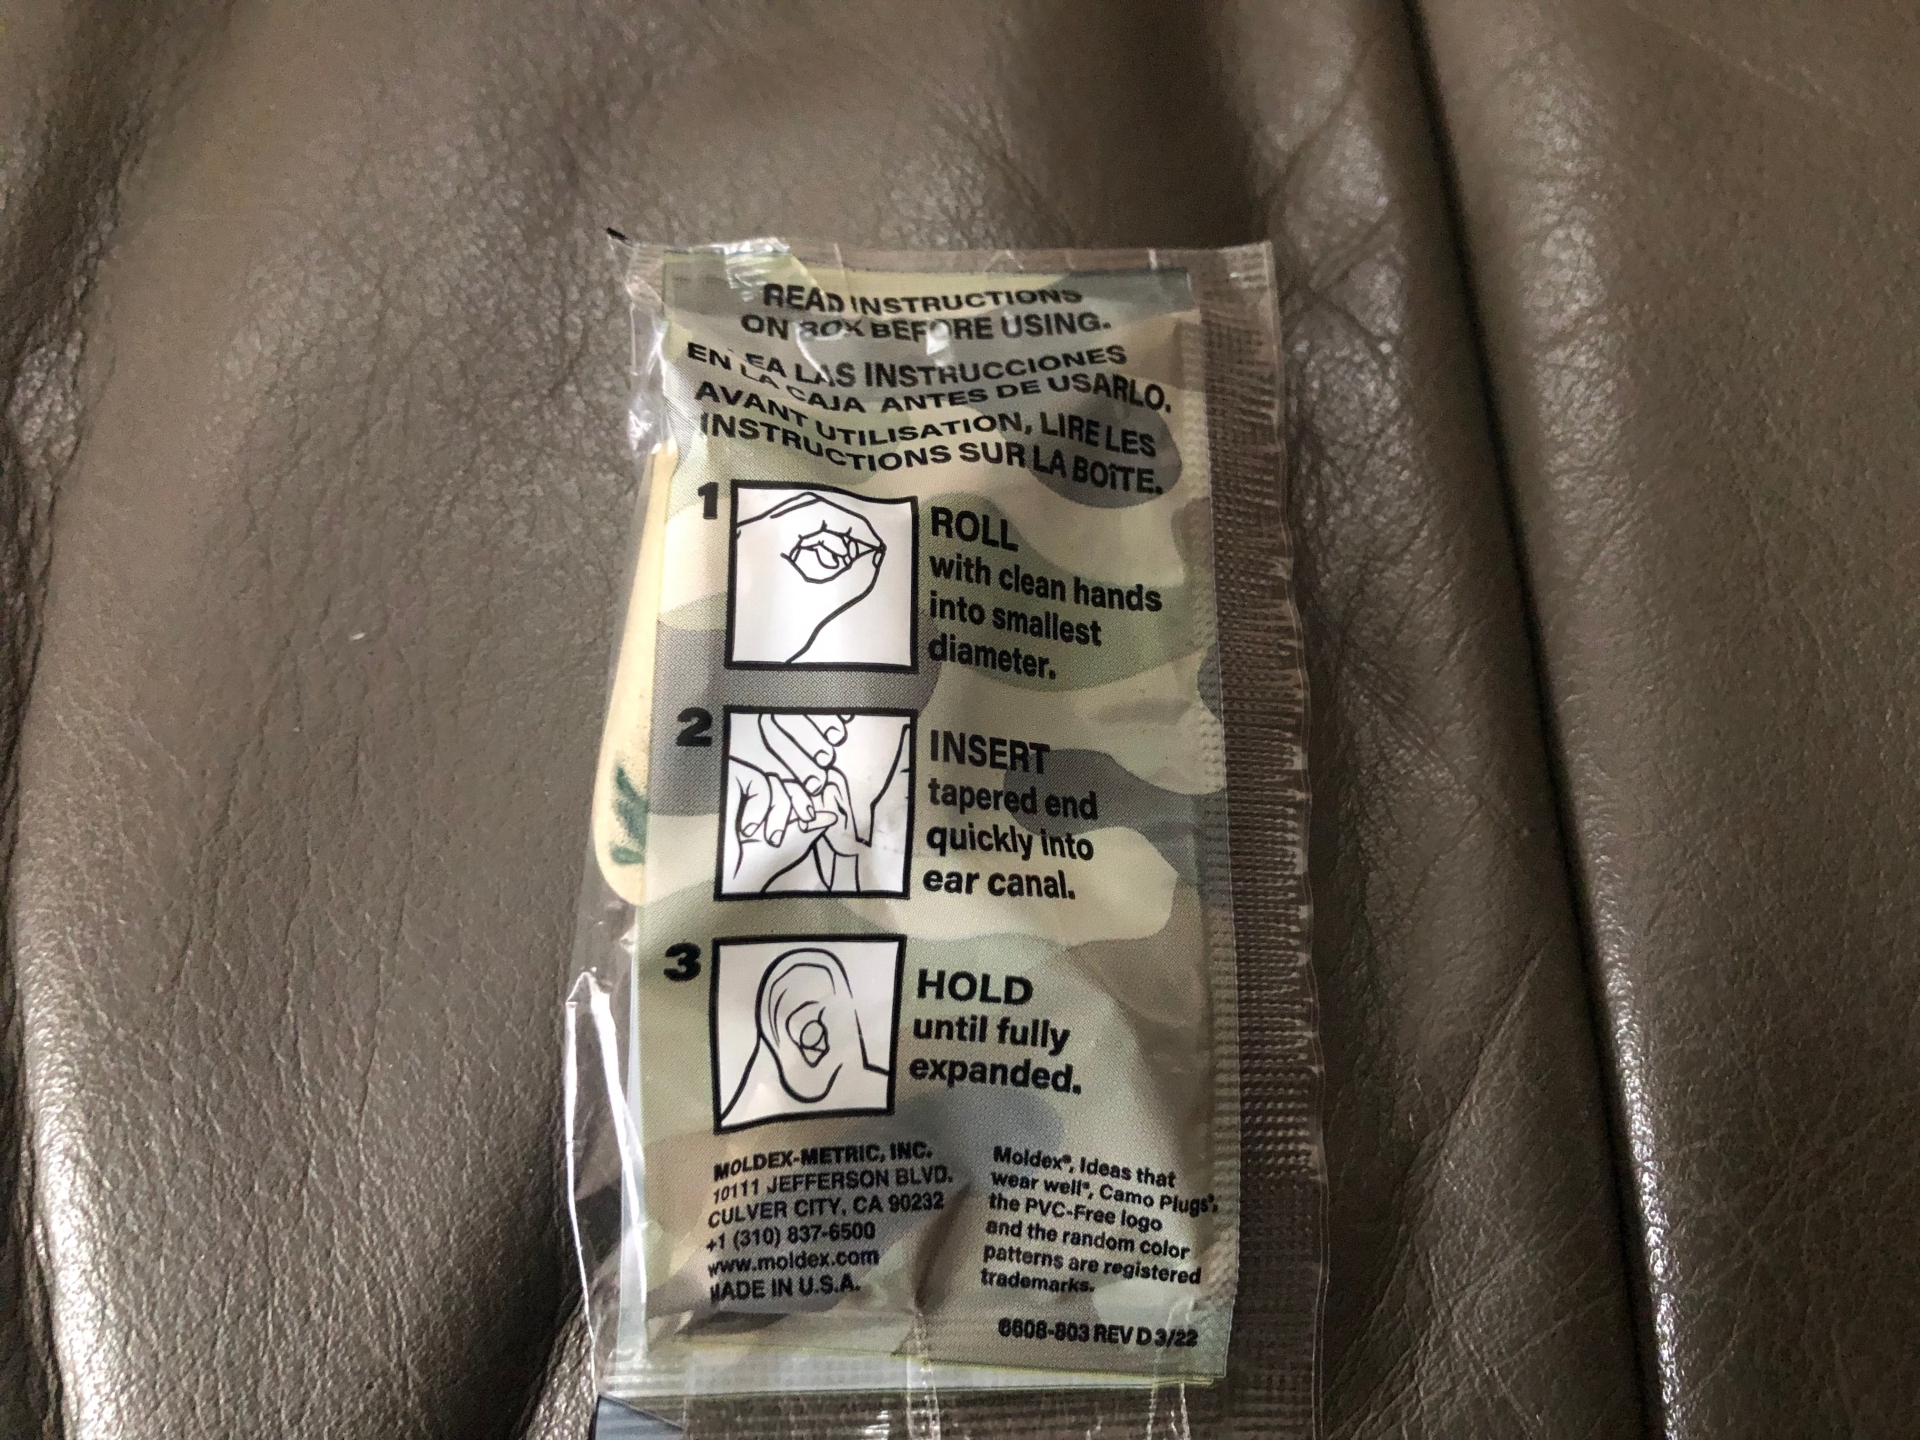 READ INSTRUCTIONS
ON BOX BEFORE USING.
EN LEA LAS INSTRUCCIONES
LA CAJA ANTES DE USARLO.
AVANT UTILISATION, LIRE LES
INSTRUCTIONS SUR LA BOÎTE.
1
ROLL
with clean hands
into smallest
diameter.
2
INSERT
tapered end
quickly into
ear canal.
3
HOLD
until fully
expanded.
MOLDEX-METRIC, INC.
10111 JEFFERSON BLVD.
CULVER CITY, CA 90232
+1 (310) 837-6500
www.moldex.com
MADE IN U.S.A.
Moldex®, Ideas that
wear well®, Camo Plugs®,
the PVC-Free logo
and the random color
patterns are registered
trademarks.
6608-803 REV D 3/22